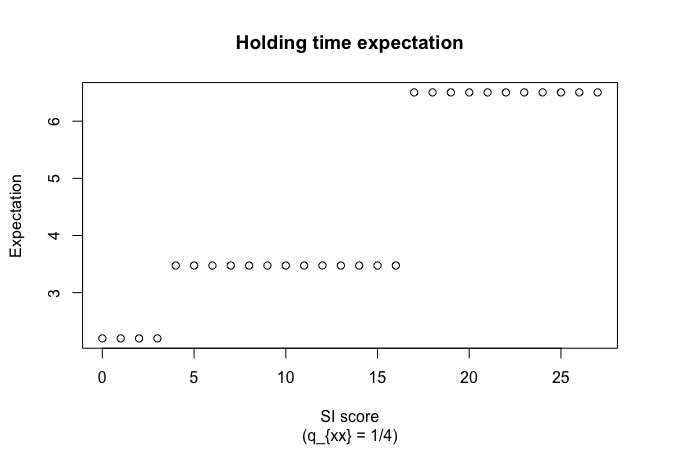 Holding time expectation
Expectation
6
5
4
3
0 5 10 15 20 25
SI score
(q_{xx} = 1/4)